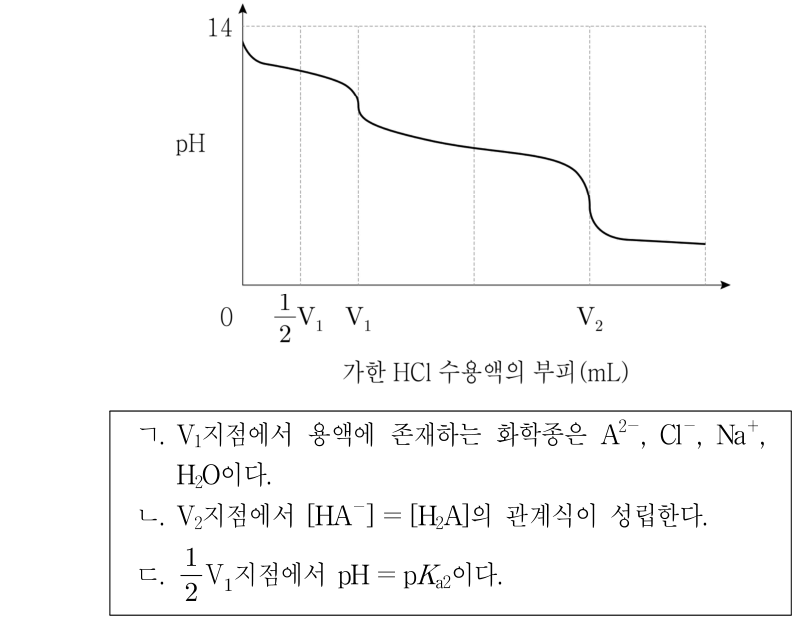 14
pH
0
1/2 V₁
V₁
V₂
가한 HCl 수용액의 부피(mL)
ㄱ. V₁지점에서 용액에 존재하는 화학종은 A²⁻, Cl⁻, Na⁺,
H₂O이다.
ㄴ. V₂지점에서 [HA⁻] = [H₂A]의 관계식이 성립한다.
ㄷ. 1/2 V₁지점에서 pH = pKₐ₂이다.